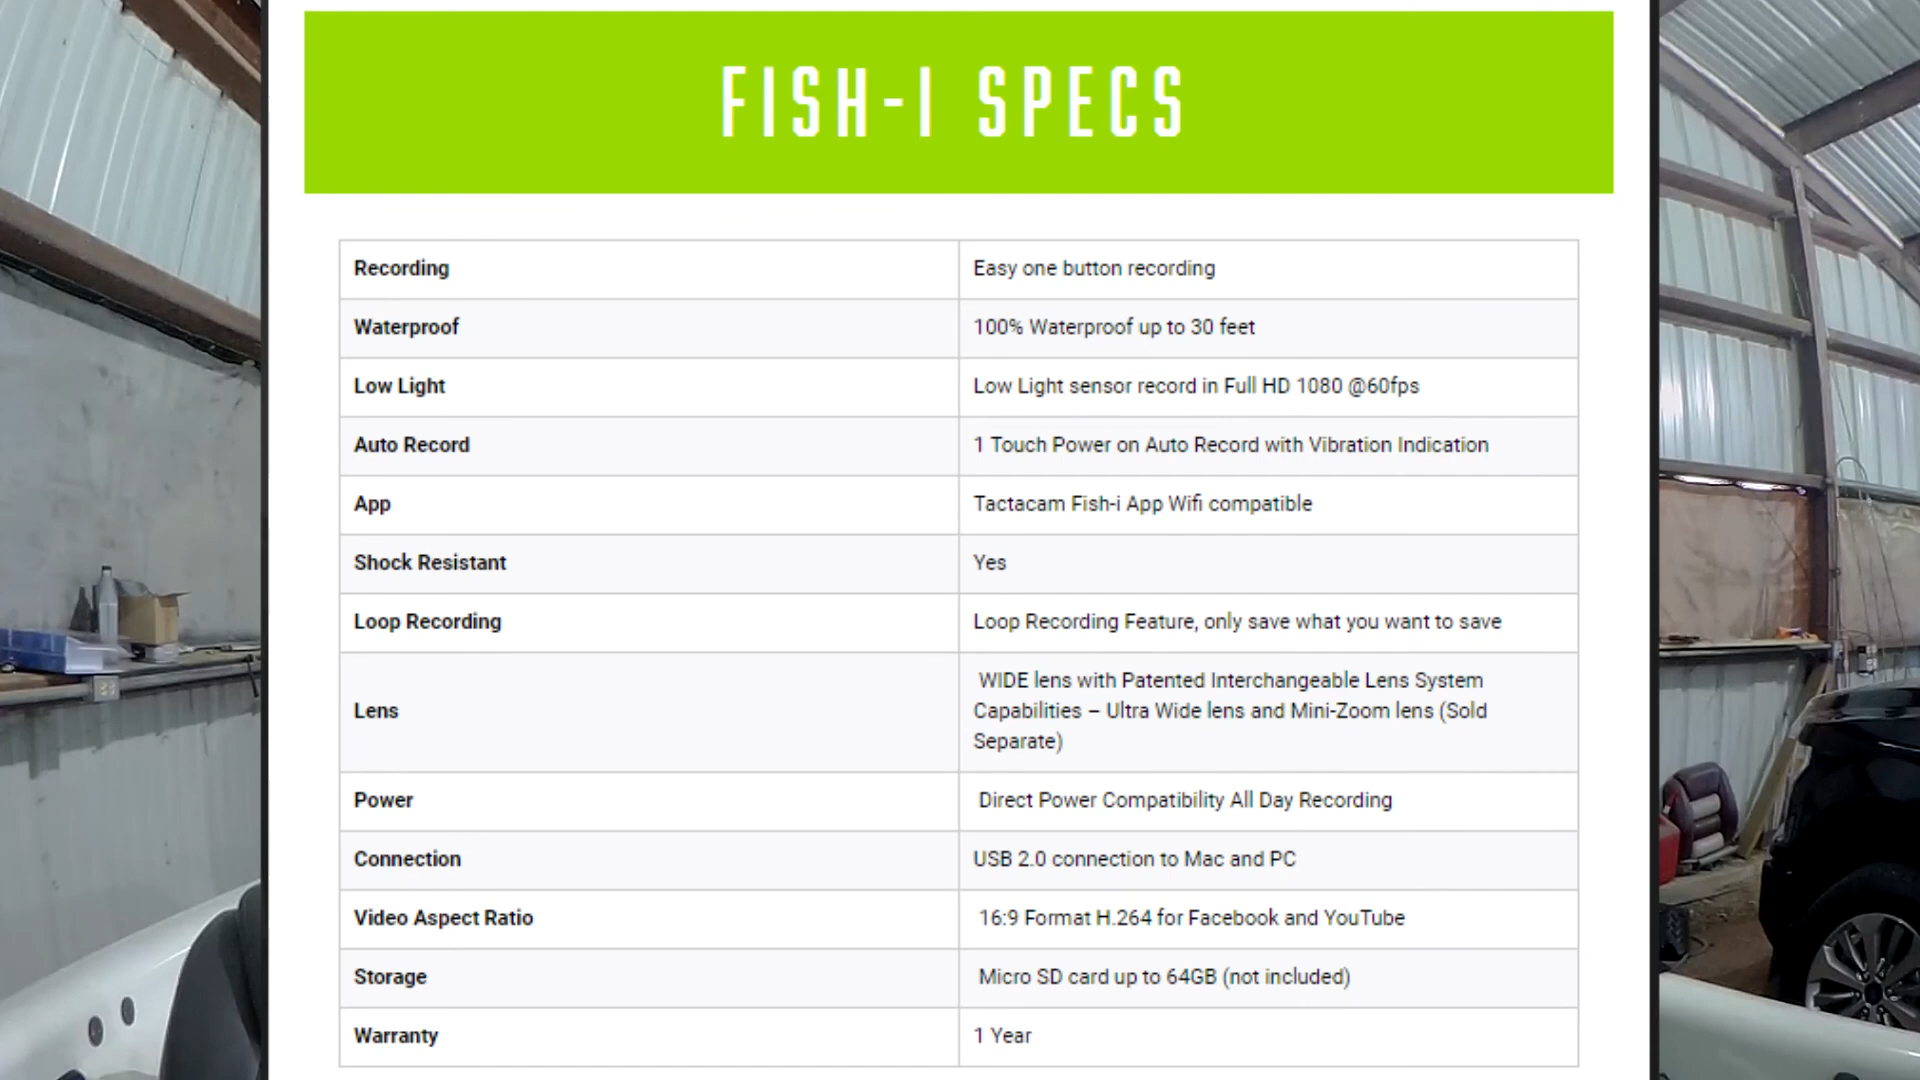 FISH-I SPECS
Recording
Easy one button recording
Waterproof
100% Waterproof up to 30 feet
Low Light
Low Light sensor record in Full HD 1080 @60fps
Auto Record
1 Touch Power on Auto Record with Vibration Indication
App
Tactacam Fish-i App Wifi compatible
Shock Resistant
Yes
Loop Recording
Loop Recording Feature, only save what you want to save
Lens
WIDE lens with Patented Interchangeable Lens System
Capabilities – Ultra Wide lens and Mini-Zoom lens (Sold
Separate)
Power
Direct Power Compatibility All Day Recording
Connection
USB 2.0 connection to Mac and PC
Video Aspect Ratio
16:9 Format H.264 for Facebook and YouTube
Storage
Micro SD card up to 64GB (not included)
Warranty
1 Year